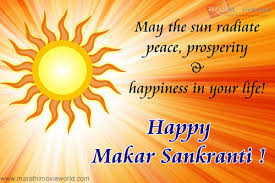 May the sun radiate
peace, prosperity
&
happiness in your life!
Happy
Makar Sankranti !
www.marathimovieworld.com